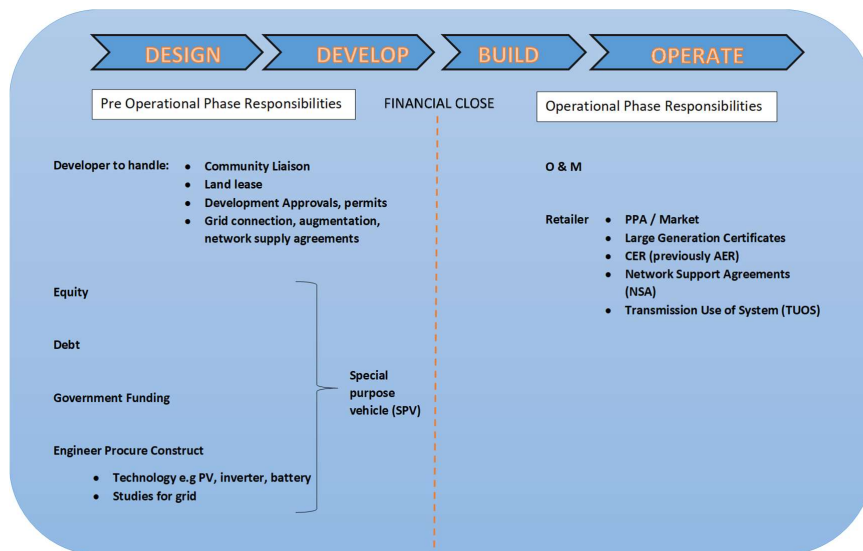 DESIGN DEVELOP BUILD OPERATE
Pre Operational Phase Responsibilities
FINANCIAL CLOSE
Operational Phase Responsibilities
Developer to handle:
● Community Liaison
● Land lease
● Development Approvals, permits
● Grid connection, augmentation,
network supply agreements
Equity
Debt
Government Funding
Engineer Procure Construct
● Technology e.g PV, inverter, battery
● Studies for grid
Special
purpose
vehicle (SPV)
O & M
Retailer
● PPA / Market
● Large Generation Certificates
● CER (previously AER)
● Network Support Agreements
(NSA)
● Transmission Use of System (TUOS)